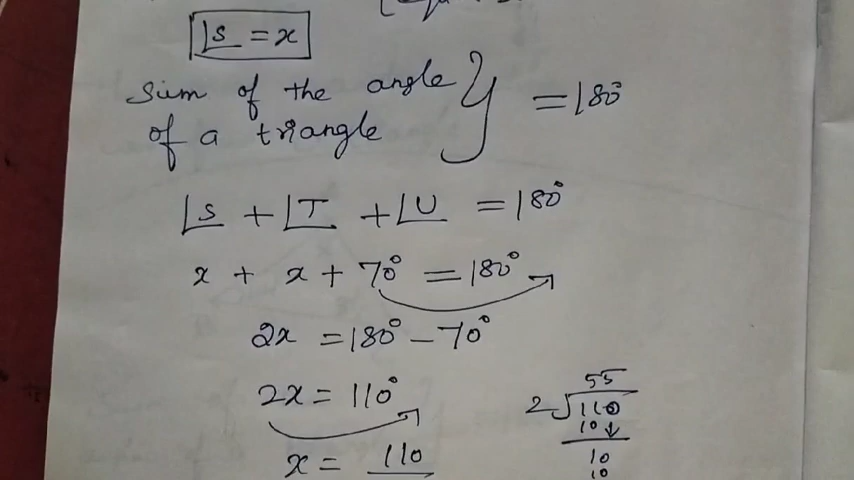 ∠S = x
Sum of the angle
of a triangle } = 180°
∠S + ∠T + ∠U = 180°
x + x + 70° = 180°
2x = 180° - 70°
2x = 110°
x = 110
55
2 110
10↓
10
10